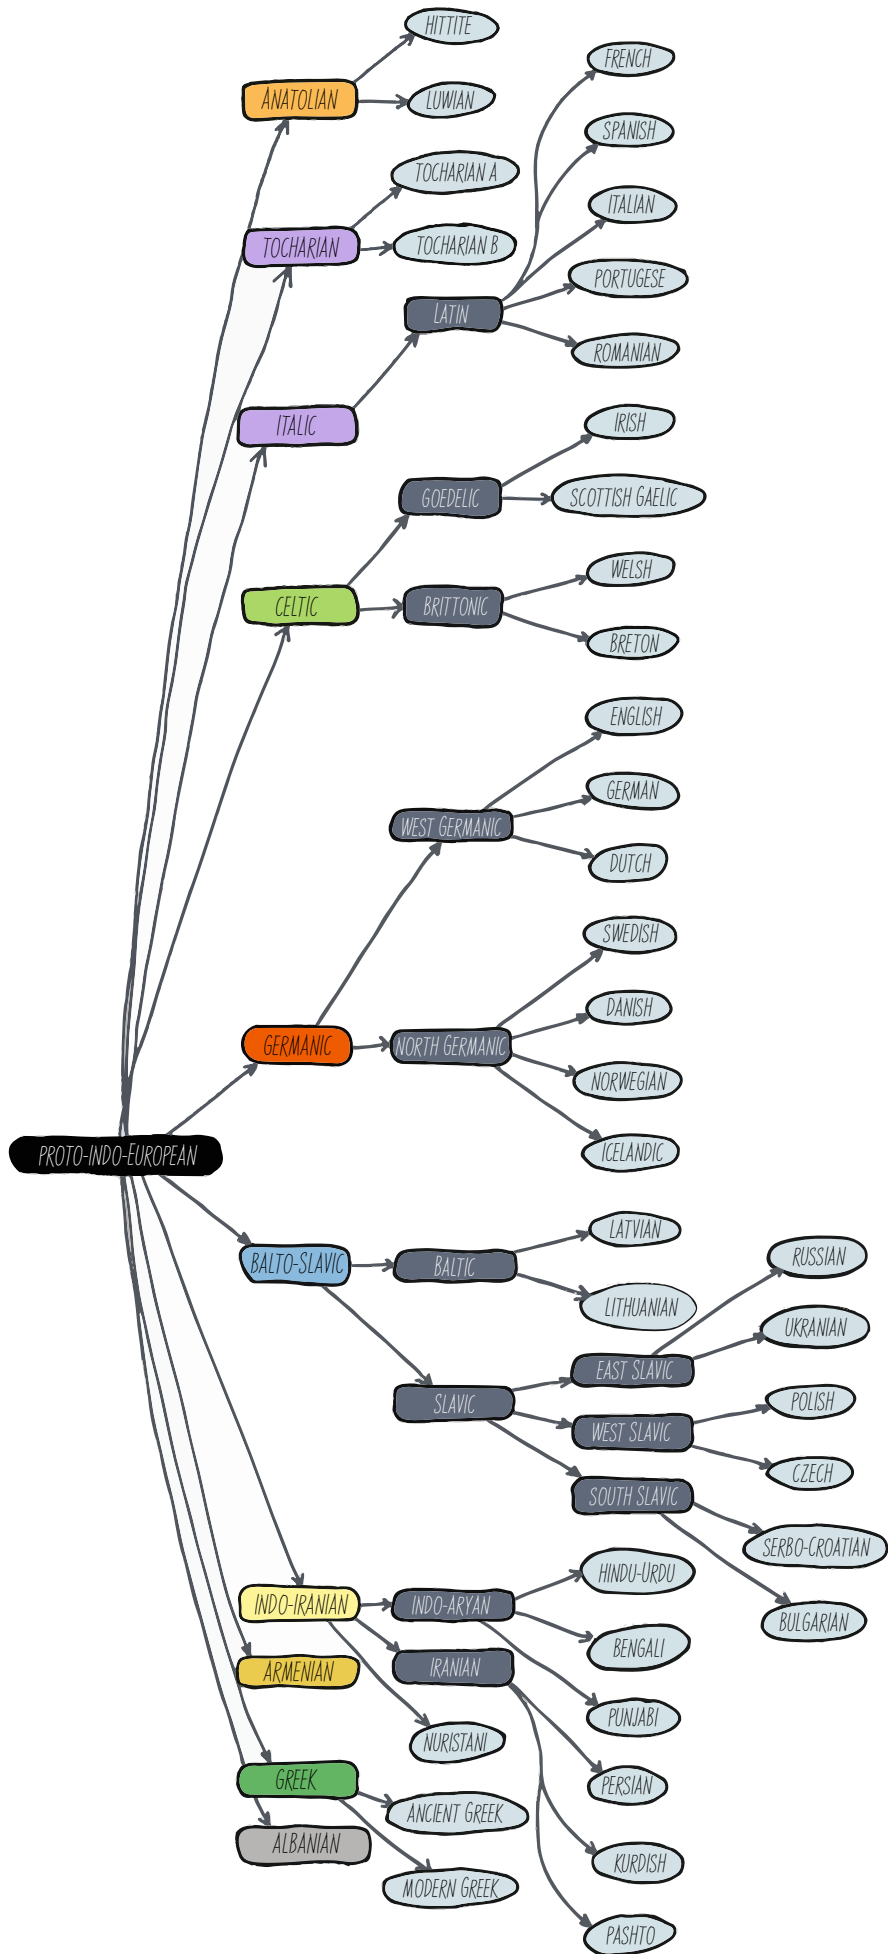 HITTITE
FRENCH
ANATOLIAN
LUWIAN
SPANISH
TOCHARIAN A
ITALIAN
TOCHARIAN
TOCHARIAN B
PORTUGESE
LATIN
ROMANIAN
ITALIC
IRISH
GOEDELIC
SCOTTISH GAELIC
WELSH
CELTIC
BRITTONIC
BRETON
ENGLISH
GERMAN
WEST GERMANIC
DUTCH
SWEDISH
DANISH
GERMANIC
NORTH GERMANIC
NORWEGIAN
ICELANDIC
PROTO-INDO-EUROPEAN
LATVIAN
RUSSIAN
BALTO-SLAVIC
BALTIC
LITHUANIAN
UKRANIAN
EAST SLAVIC
SLAVIC
POLISH
WEST SLAVIC
CZECH
SOUTH SLAVIC
SERBO-CROATIAN
HINDU-URDU
INDO-IRANIAN
INDO-ARYAN
BULGARIAN
BENGALI
ARMENIAN
IRANIAN
PUNJABI
NURISTANI
GREEK
PERSIAN
ANCIENT GREEK
ALBANIAN
KURDISH
MODERN GREEK
PASHTO